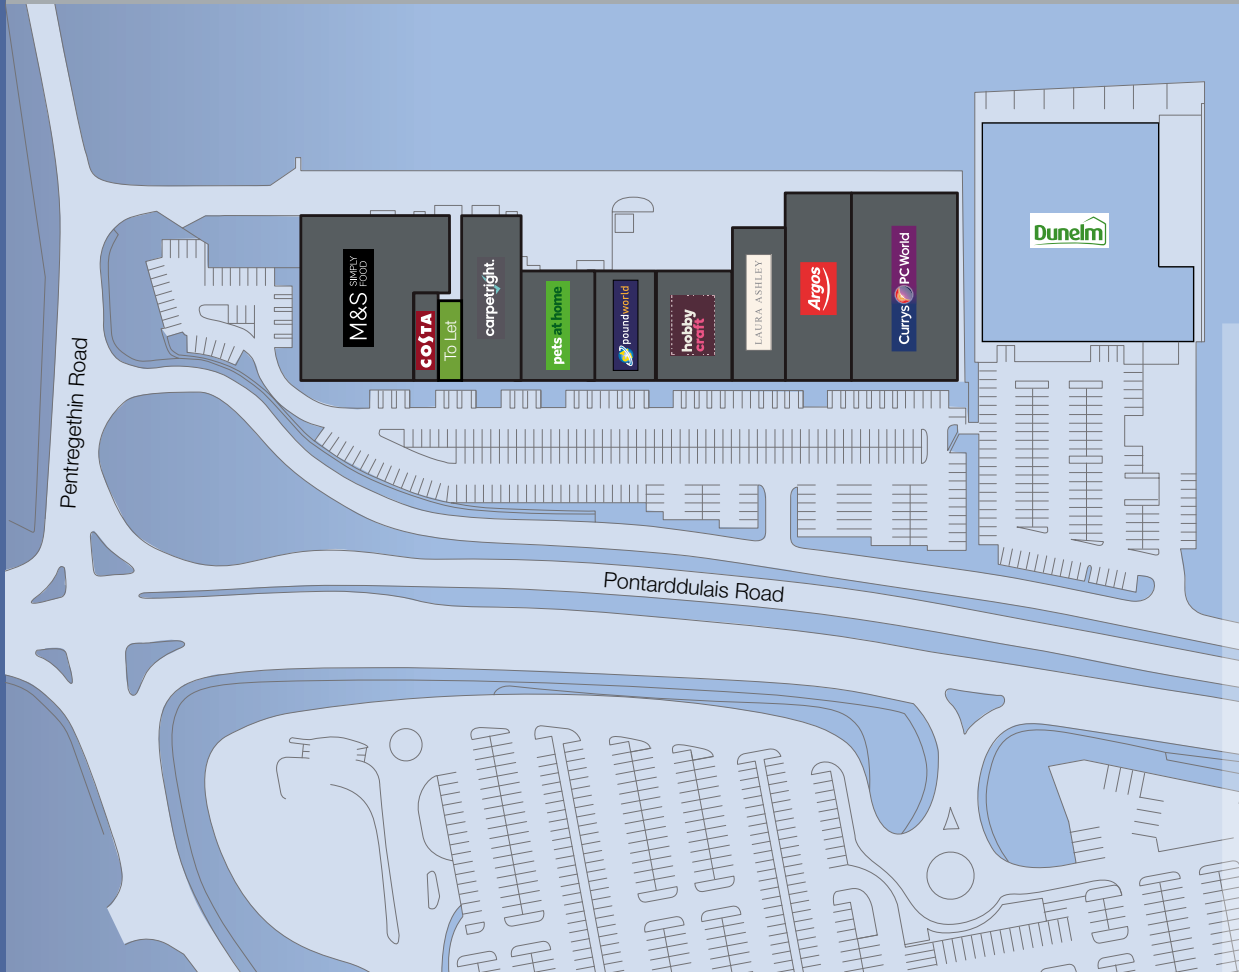 M&S
SIMPLY
FOOD
COSTA
To Let
carpetright.
pets at home
poundworld
hobby
craft
LAURA ASHLEY
Argos
Currys PC World
Dunelm
Pentregethin Road
Pontarddulais Road